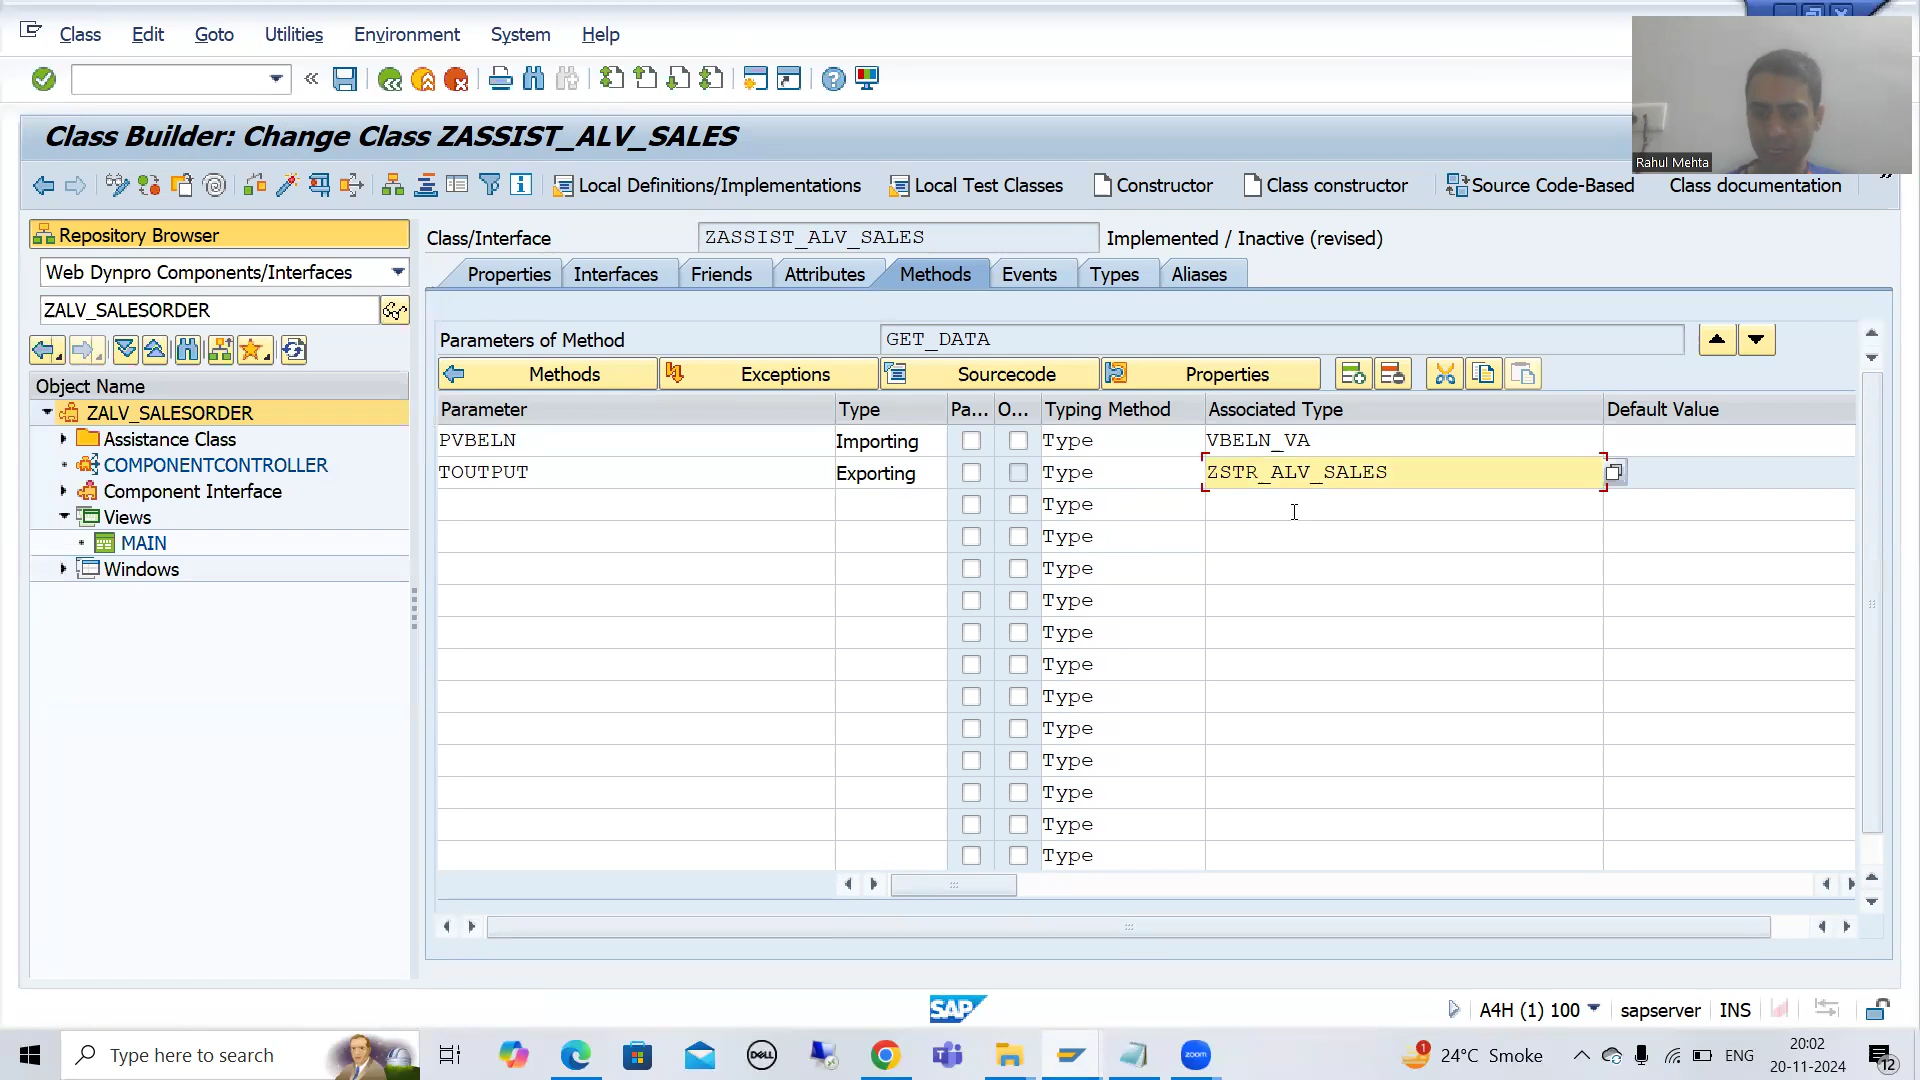 Class Edit Goto Utilities Environment System Help
Class Builder: Change Class ZASSIST_ALV_SALES
Local Definitions/Implementations Local Test Classes Constructor Class constructor Source Code-Based Class documentation
Rahul Mehta
Repository Browser
Web Dynpro Components/Interfaces
ZALV_SALESORDER
Object Name
ZALV_SALESORDER
Assistance Class
COMPONENTCONTROLLER
Component Interface
Views
MAIN
Windows
Class/Interface ZASSIST_ALV_SALES Implemented / Inactive (revised)
Properties Interfaces Friends Attributes Methods Events Types Aliases
Parameters of Method GET_DATA
Methods Exceptions Sourcecode Properties
Parameter Type Pa... O... Typing Method Associated Type Default Value
PVBELN Importing Type VBELN_VA
TOUTPUT Exporting Type ZSTR_ALV_SALES
Type
Type
Type
Type
Type
Type
Type
Type
Type
Type
Type
Type
SAP
A4H (1) 100 sapserver INS
Type here to search
DELL
zoom
1
24°C Smoke
ENG
20:02
20-11-2024
12